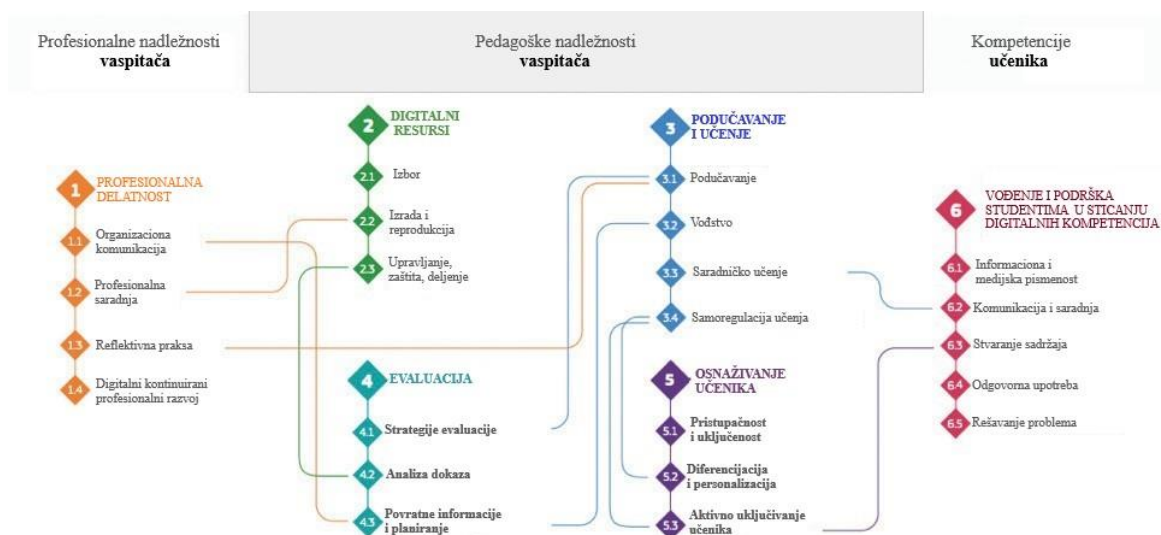 Profesionalne nadležnosti
vaspitača
Pedagoške nadležnosti
vaspitača
Kompetencije
učenika
1
PROFESIONALNA
DELATNOST
1.1
Organizaciona
komunikacija
1.2
Profesionalna
saradnja
1.3
Reflektivna praksa
1.4
Digitalni kontinuirani
profesionalni razvoj
2
DIGITALNI
RESURSI
2.1
Izbor
2.2
Izrada i
reprodukcija
2.3
Upravljanje,
zaštita, deljenje
3
PODUČAVANJE
I UČENJE
3.1
Podučavanje
3.2
Vođstvo
3.3
Saradničko učenje
3.4
Samoregulacija učenja
4
EVALUACIJA
4.1
Strategije evaluacije
4.2
Analiza dokaza
4.3
Povratne informacije
i planiranje
5
OSNAŽIVANJE
UČENIKA
5.1
Pristupačnost
i uključenost
5.2
Diferencijacija
i personalizacija
5.3
Aktivno uključivanje
učenika
6
VOĐENJE I PODRŠKA
STUDENTIMA U STICANJU
DIGITALNIH KOMPETENCIJA
6.1
Informaciona i
medijska pismenost
6.2
Komunikacija i saradnja
6.3
Stvaranje sadržaja
6.4
Odgovorna upotreba
6.5
Rešavanje problema